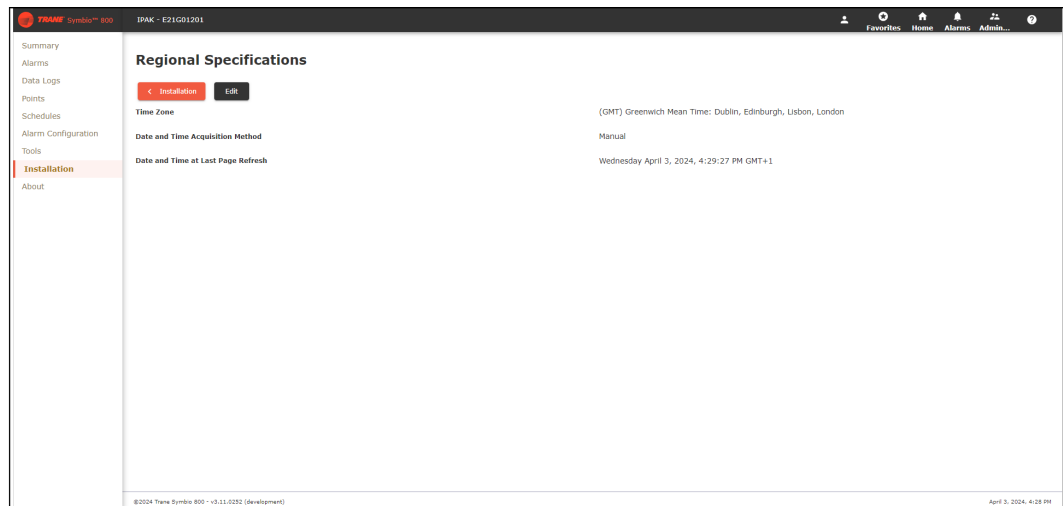 TRANE Symbio™ 800
IPAK - E21G01201
Favorites Home Alarms Admin... ?
Summary
Alarms
Data Logs
Points
Schedules
Alarm Configuration
Tools
Installation
About
Regional Specifications
< Installation Edit
Time Zone (GMT) Greenwich Mean Time: Dublin, Edinburgh, Lisbon, London
Date and Time Acquisition Method Manual
Date and Time at Last Page Refresh Wednesday April 3, 2024, 4:29:27 PM GMT+1
©2024 Trane Symbio 800 - v3.11.0252 (development) April 3, 2024, 4:28 PM